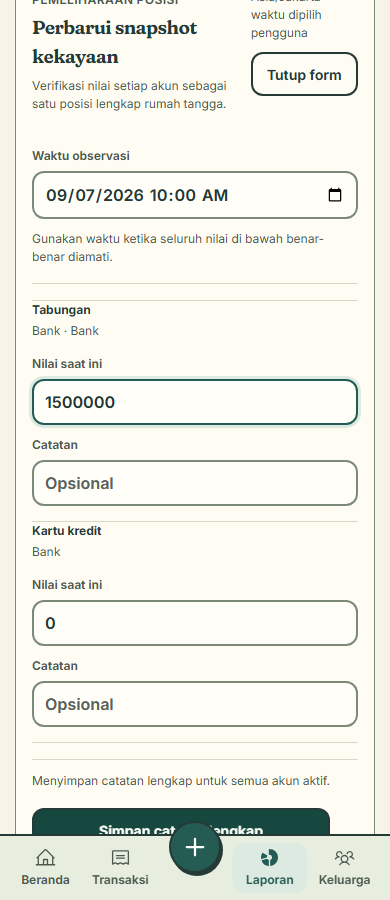 PEMELIHARAAN POSISI
Perbarui snapshot
kekayaan
Verifikasi nilai setiap akun sebagai
satu posisi lengkap rumah tangga.
waktu dipilih
pengguna
Tutup form
Waktu observasi
09/07/2026 10:00 AM
Gunakan waktu ketika seluruh nilai di bawah benar-
benar diamati.
Tabungan
Bank · Bank
Nilai saat ini
1500000
Catatan
Opsional
Kartu kredit
Bank
Nilai saat ini
0
Catatan
Opsional
Menyimpan catatan lengkap untuk semua akun aktif.
Simpan
Beranda
Transaksi
Laporan
Keluarga